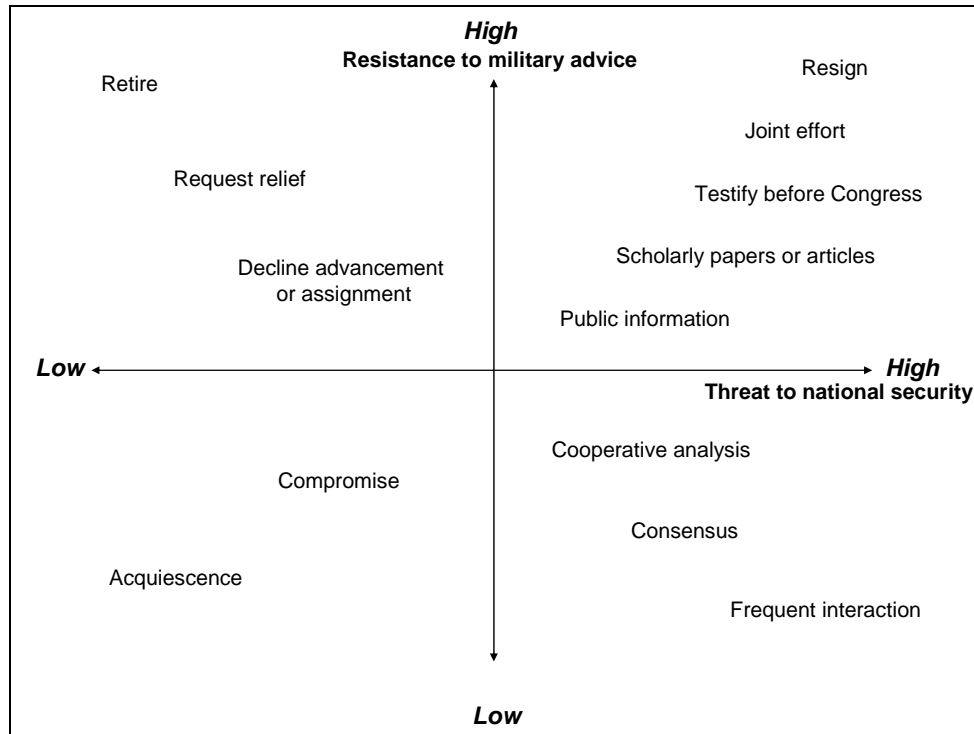 High
Resistance to military advice
Retire
Resign
Joint effort
Request relief
Testify before Congress
Scholarly papers or articles
Decline advancement
or assignment
Public information
Low
High
Threat to national security
Cooperative analysis
Compromise
Consensus
Acquiescence
Frequent interaction
Low